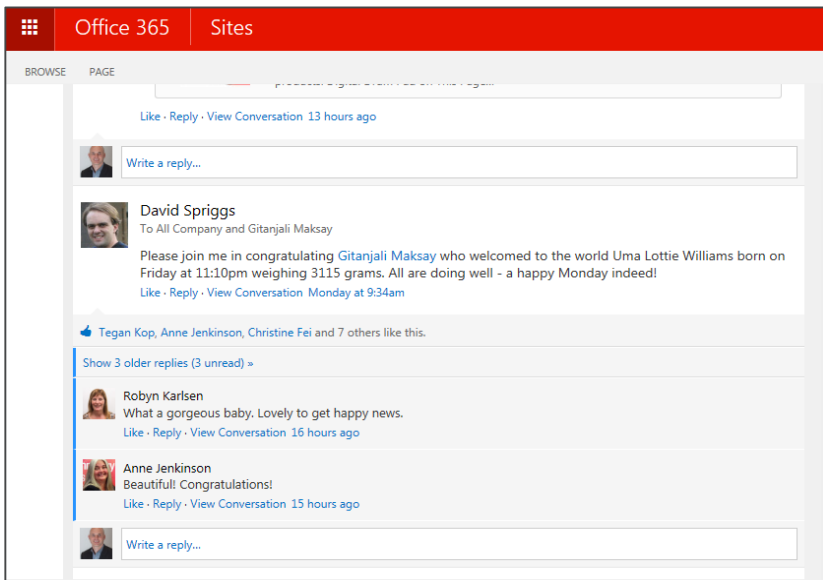 Office 365 Sites
BROWSE PAGE
Like · Reply · View Conversation 13 hours ago
Write a reply...
David Spriggs
To All Company and Gitanjali Maksay
Please join me in congratulating Gitanjali Maksay who welcomed to the world Uma Lottie Williams born on
Friday at 11:10pm weighing 3115 grams. All are doing well - a happy Monday indeed!
Like · Reply · View Conversation Monday at 9:34am
Tegan Kop, Anne Jenkinson, Christine Fei and 7 others like this.
Show 3 older replies (3 unread) »
Robyn Karlsen
What a gorgeous baby. Lovely to get happy news.
Like · Reply · View Conversation 16 hours ago
Anne Jenkinson
Beautiful! Congratulations!
Like · Reply · View Conversation 15 hours ago
Write a reply...